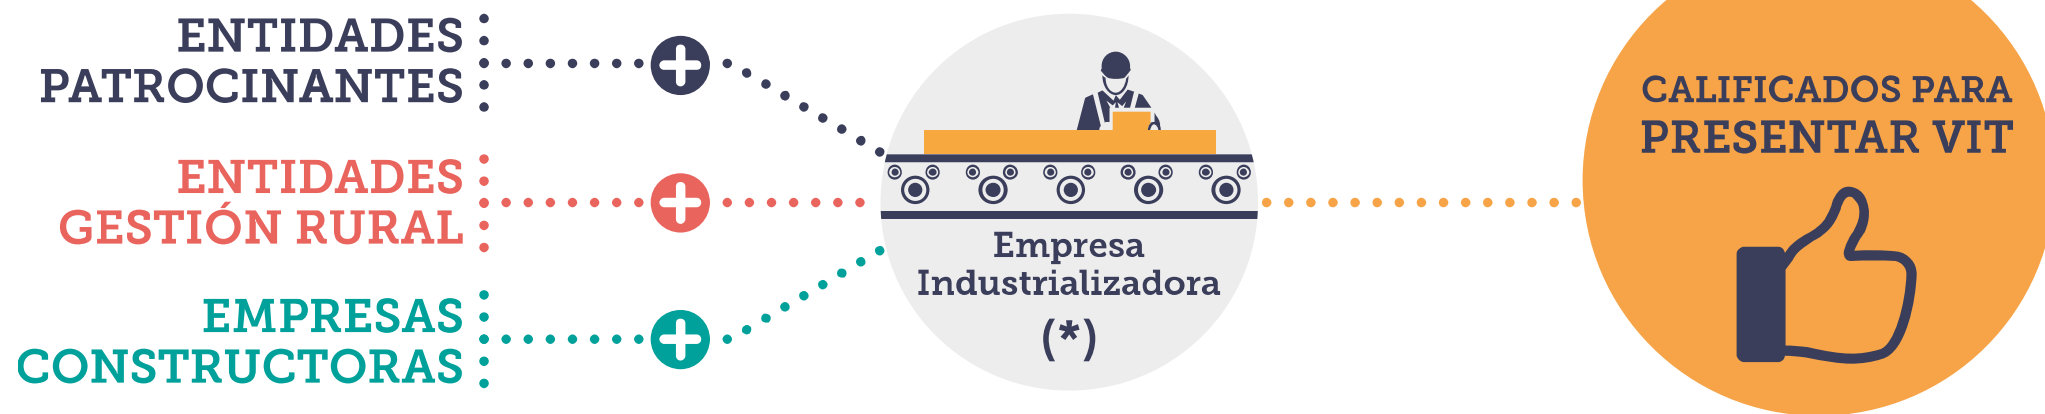 ENTIDADES
PATROCINANTES
ENTIDADES
GESTIÓN RURAL
EMPRESAS
CONSTRUCTORAS
Empresa
Industrializadora
(*)
CALIFICADOS PARA
PRESENTAR VIT